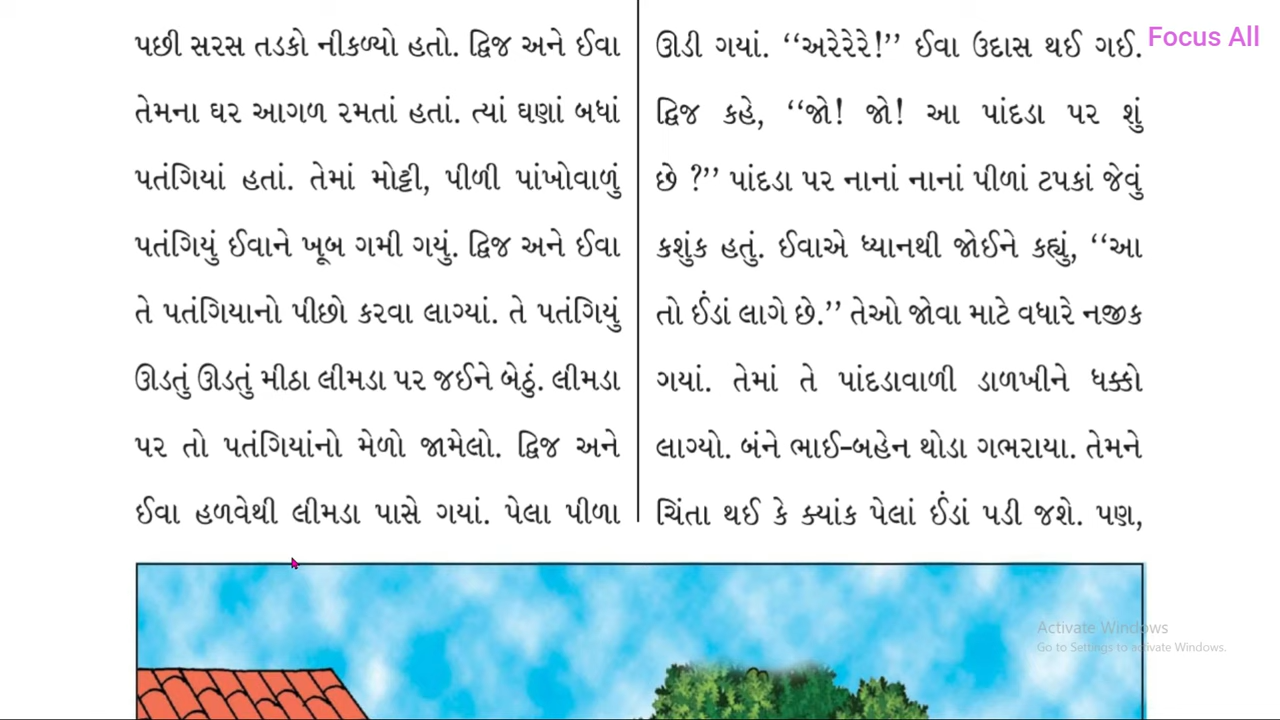 પછી સરસ તડકો નીકળ્યો હતો. દ્વિજ અને ઈવા
તેમના ઘર આગળ રમતાં હતાં. ત્યાં ઘણાં બધાં
પતંગિયાં હતાં. તેમાં મોટ્ટી, પીળી પાંખોવાળું
પતંગિયું ઈવાને ખૂબ ગમી ગયું. દ્વિજ અને ઈવા
તે પતંગિયાનો પીછો કરવા લાગ્યાં. તે પતંગિયું
ઊડતું ઊડતું મીઠા લીમડા પર જઈને બેઠું. લીમડા
પર તો પતંગિયાંનો મેળો જામેલો. દ્વિજ અને
ઈવા હળવેથી લીમડા પાસે ગયાં. પેલા પીળા
ઊડી ગયાં. ‘‘અરેરેરે!’’ ઈવા ઉદાસ થઈ ગઈ.
દ્વિજ કહે, ‘‘જો! જો! આ પાંદડા પર શું
છે ?’’ પાંદડા પર નાનાં નાનાં પીળાં ટપકાં જેવું
કશુંક હતું. ઈવાએ ધ્યાનથી જોઈને કહ્યું, ‘‘આ
તો ઈંડાં લાગે છે.’’ તેઓ જોવા માટે વધારે નજીક
ગયાં. તેમાં તે પાંદડાવાળી ડાળખીને ધક્કો
લાગ્યો. બંને ભાઈ-બહેન થોડા ગભરાયા. તેમને
ચિંતા થઈ કે ક્યાંક પેલાં ઈંડાં પડી જશે. પણ,
Focus All
Activate Windows
Go to Settings to activate Windows.